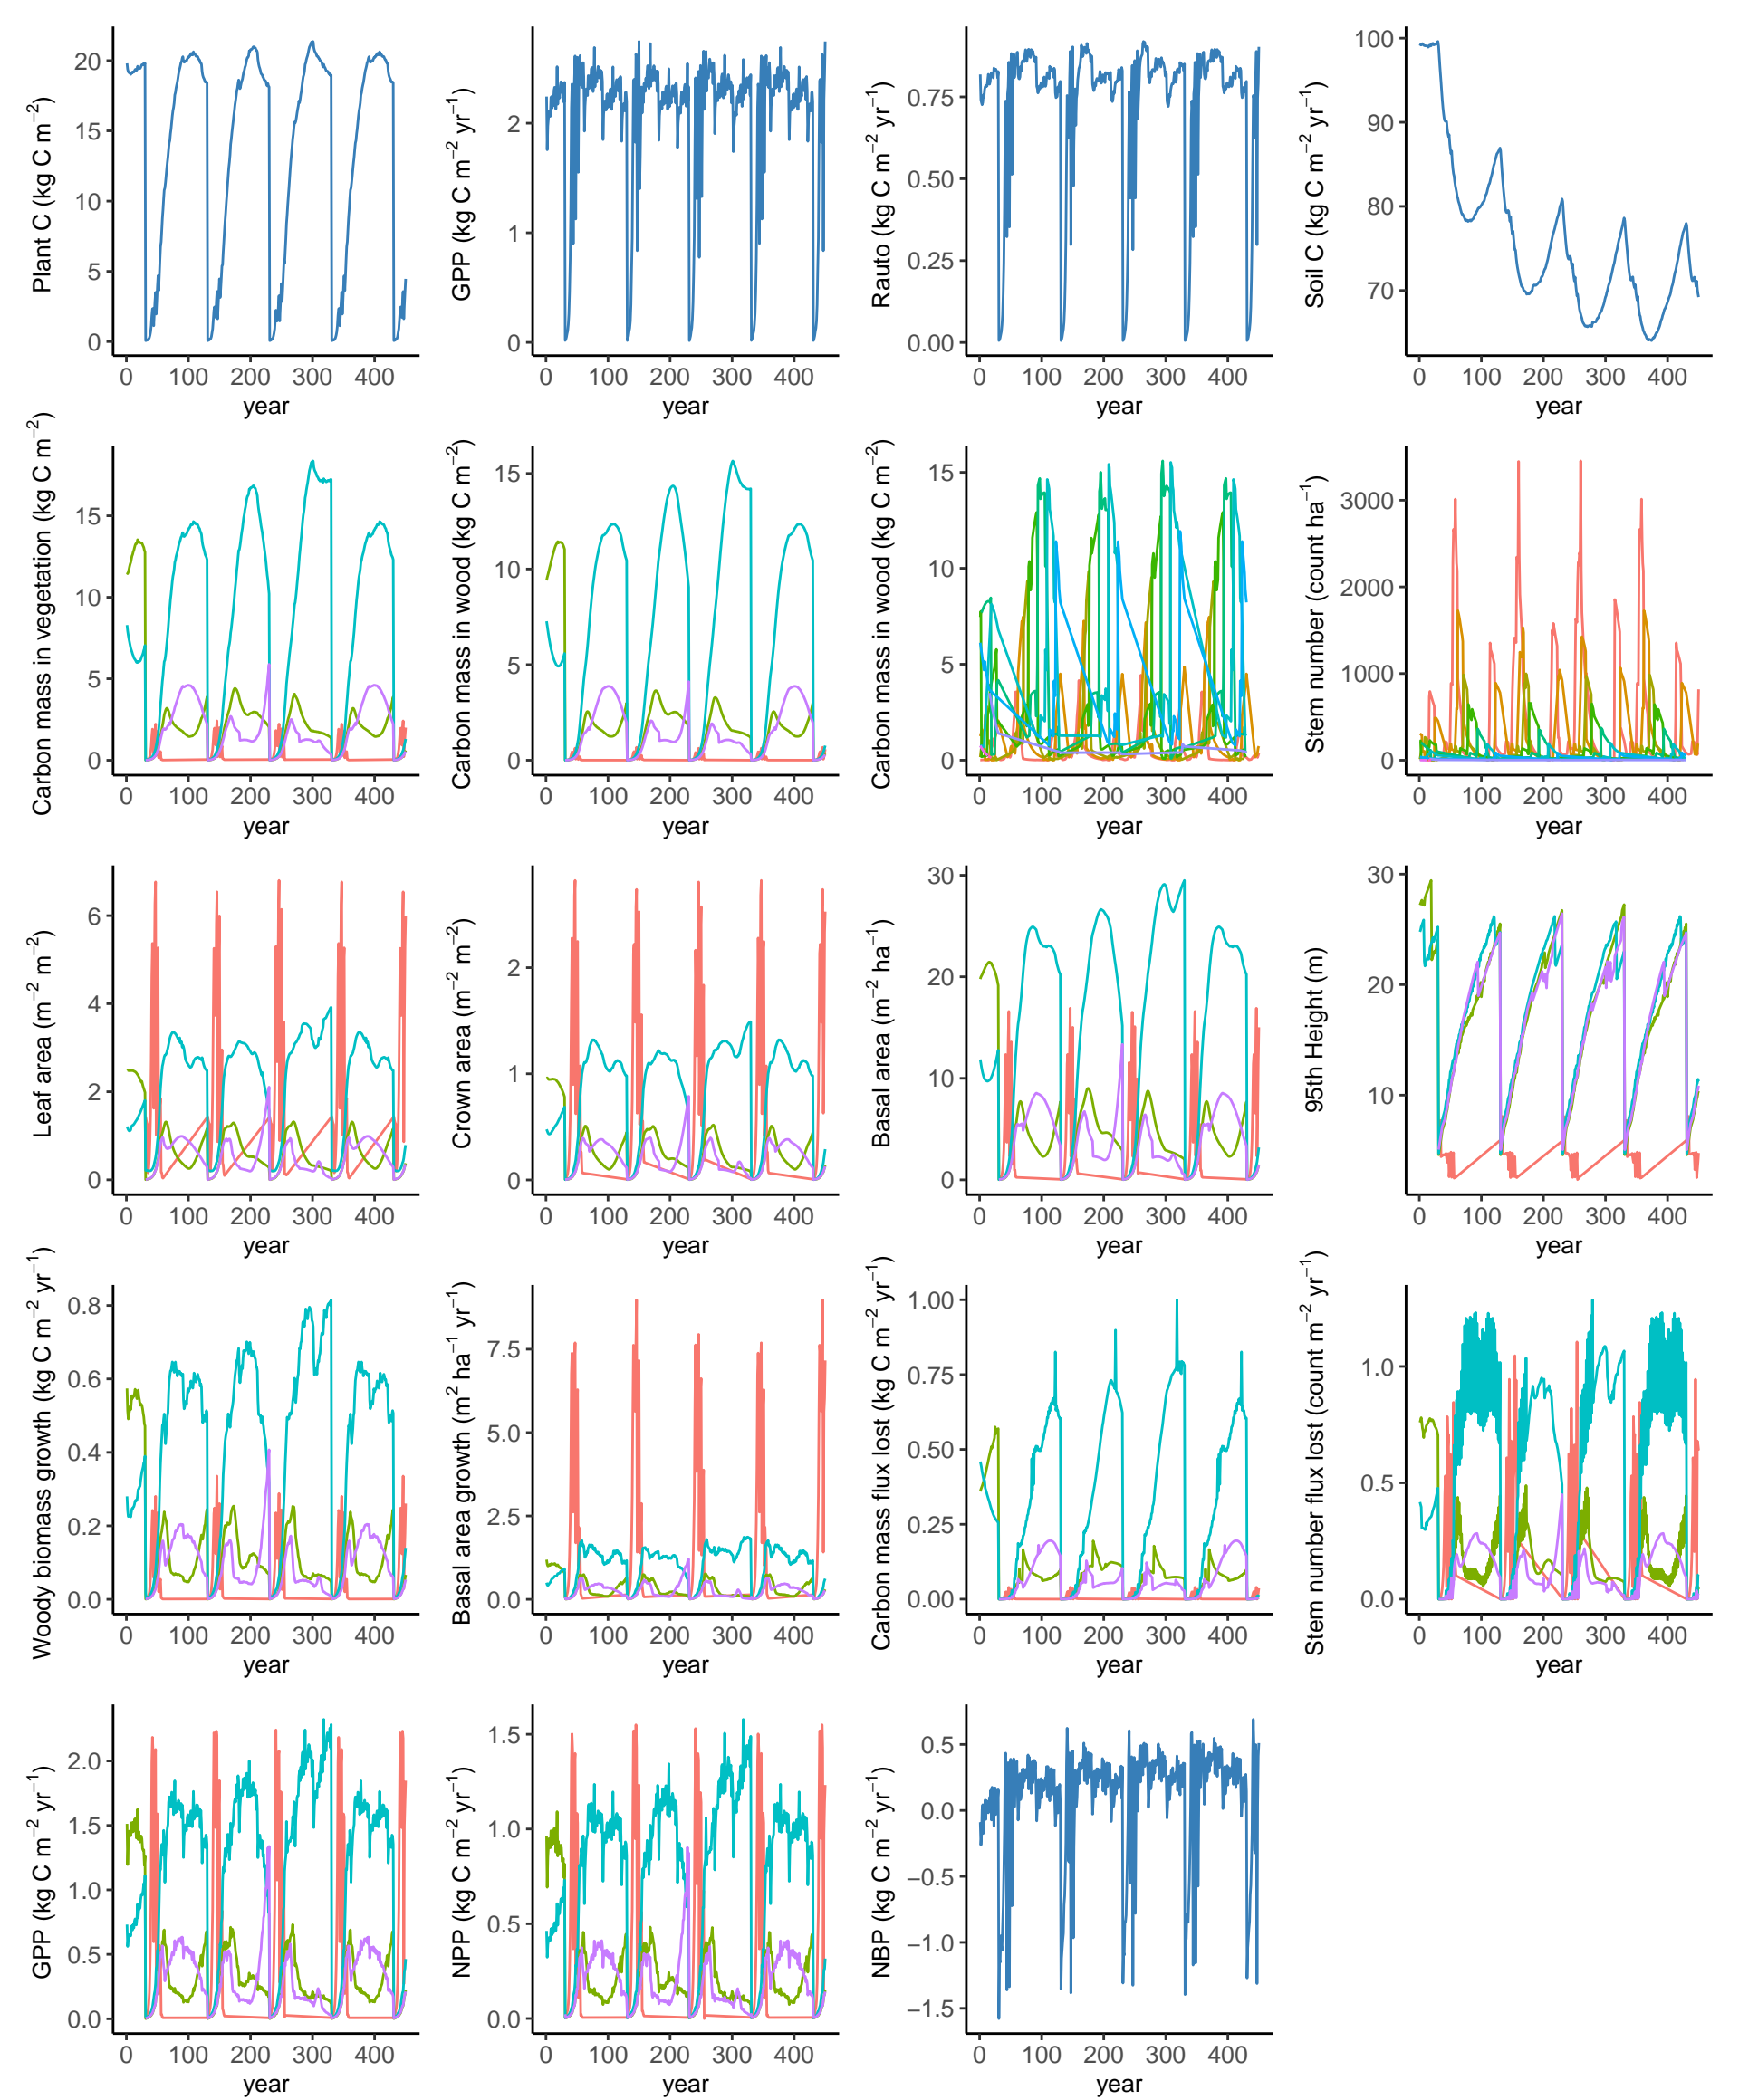 Plant C (kg C m−2)
20
15
10
5
0
0 100 200 300 400
year
GPP (kg C m−2 yr−1)
2
1
0
0 100 200 300 400
year
Rauto (kg C m−2 yr−1)
0.75
0.50
0.25
0.00
0 100 200 300 400
year
Soil C (kg C m−2 yr−1)
100
90
80
70
0 100 200 300 400
year
Carbon mass in vegetation (kg C m−2)
15
10
5
0
0 100 200 300 400
year
Carbon mass in wood (kg C m−2)
15
10
5
0
0 100 200 300 400
year
Carbon mass in wood (kg C m−2)
15
10
5
0
0 100 200 300 400
year
Stem number (count ha−1)
3000
2000
1000
0
0 100 200 300 400
year
Leaf area (m−2 m−2)
6
4
2
0
0 100 200 300 400
year
Crown area (m−2 m−2)
2
1
0
0 100 200 300 400
year
Basal area (m−2 ha−1)
30
20
10
0
0 100 200 300 400
year
95th Height (m)
30
20
10
0 100 200 300 400
year
Woody biomass growth (kg C m−2 yr−1)
0.8
0.6
0.4
0.2
0.0
0 100 200 300 400
year
Basal area growth (m2 ha−1 yr−1)
7.5
5.0
2.5
0.0
0 100 200 300 400
year
Carbon mass flux lost (kg C m−2 yr−1)
1.00
0.75
0.50
0.25
0.00
0 100 200 300 400
year
Stem number flux lost (count m−2 yr−1)
1.0
0.5
0.0
0 100 200 300 400
year
GPP (kg C m−2 yr−1)
2.0
1.5
1.0
0.5
0.0
0 100 200 300 400
year
NPP (kg C m−2 yr−1)
1.5
1.0
0.5
0.0
0 100 200 300 400
year
NBP (kg C m−2 yr−1)
0.5
0.0
−0.5
−1.0
−1.5
0 100 200 300 400
year